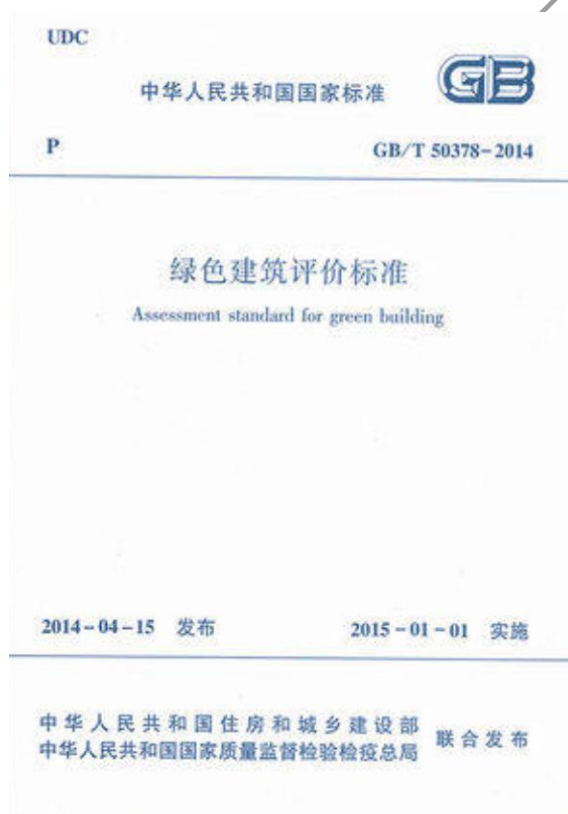 UDC
GB
中华人民共和国国家标准
P
GB/T 50378-2014
绿色建筑评价标准
Assessment standard for green building
2014-04-15 发布
2015-01-01 实施
中华人民共和国住房和城乡建设部
中华人民共和国国家质量监督检验检疫总局
联合发布